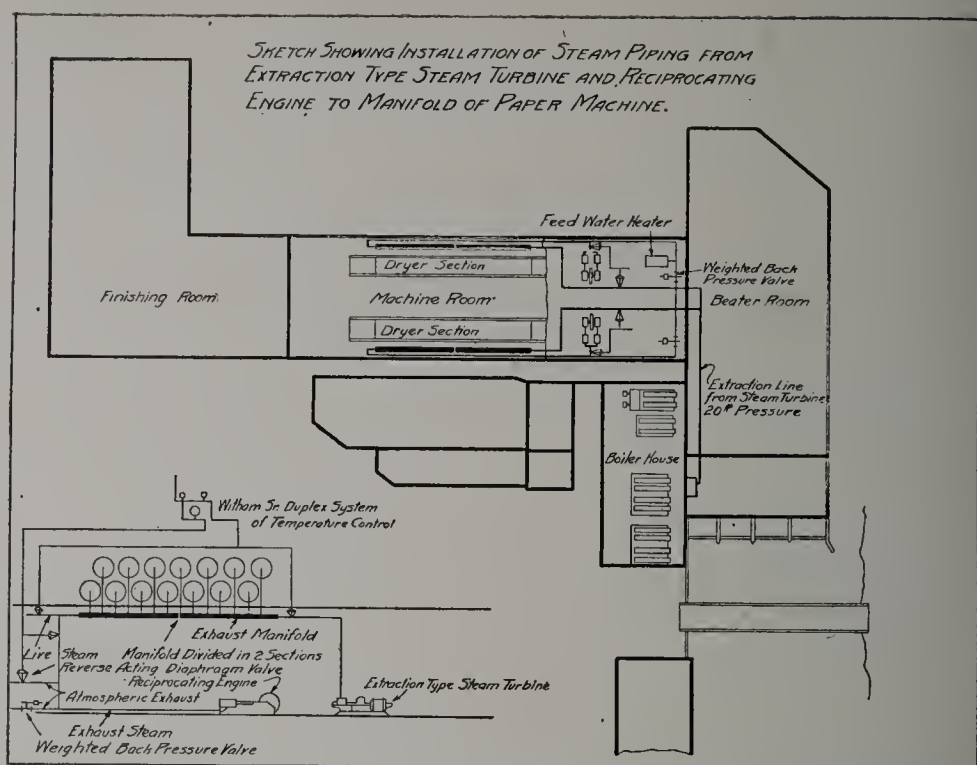 SKETCH SHOWING INSTALLATION OF STEAM PIPING FROM
EXTRACTION TYPE STEAM TURBINE AND RECIPROCATING
ENGINE TO MANIFOLD OF PAPER MACHINE.
Feed Water Heater
Dryer Section
Weighted Back
Pressure Valve
Finishing Room
Machine Room
Beater Room
Dryer Section
Extraction Line
from Steam Turbine
20# Pressure
Boiler House
Witham Sr. Duplex System
of Temperature Control
Exhaust Manifold
Live Steam
Manifold Divided in 2 Sections
Reverse Acting Diaphragm Valve
Reciprocating Engine
Extraction Type Steam Turbine
Atmospheric Exhaust
Exhaust Steam
Weighted Back Pressure Valve